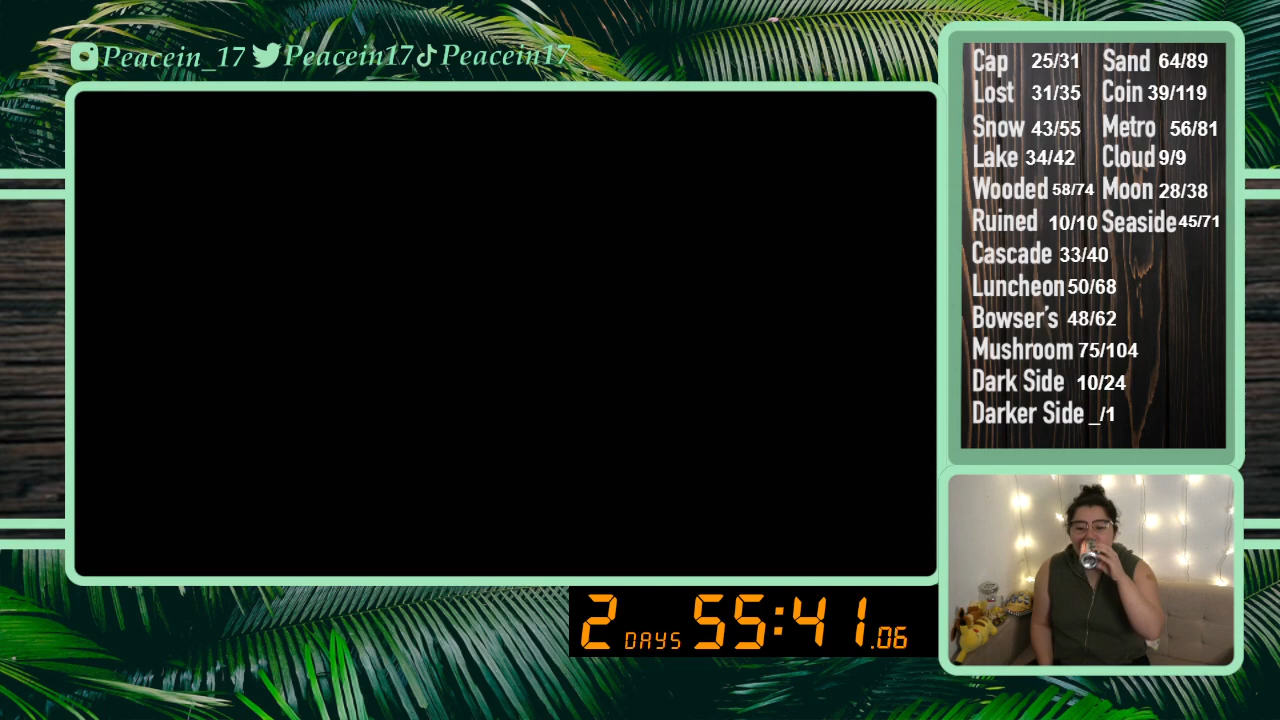 Peacein_17 Peacein17 Peacein17
Cap 25/31 Sand 64/89
Lost 31/35 Coin 39/119
Snow 43/55 Metro 56/81
Lake 34/42 Cloud 9/9
Wooded 58/74 Moon 28/38
Ruined 10/10 Seaside 45/71
Cascade 33/40
Luncheon 50/68
Bowser's 48/62
Mushroom 75/104
Dark Side 10/24
Darker Side _/1
2 DAYS 55:41.06